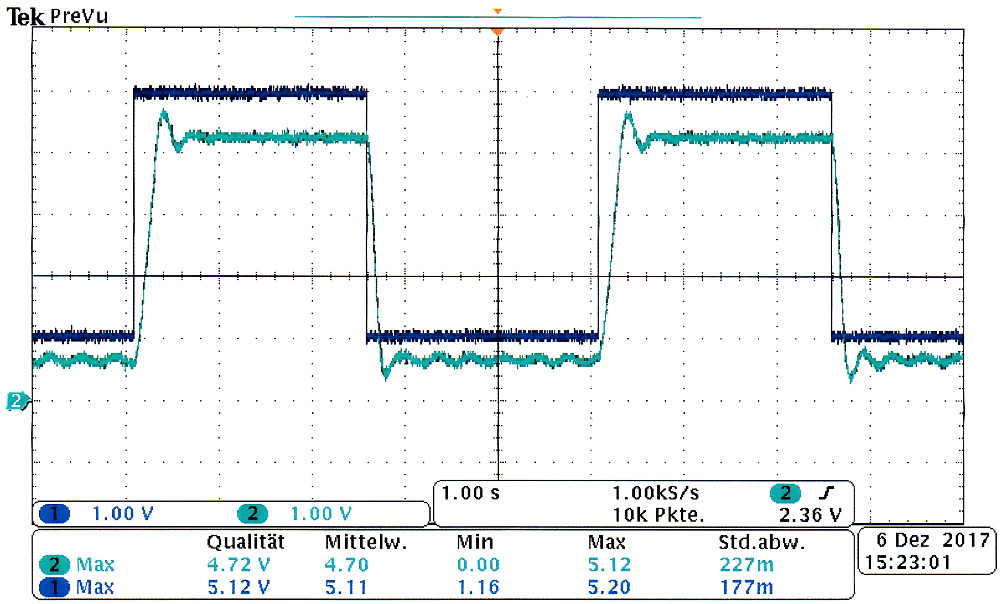 Tek PreVu
2
1 1.00 V 2 1.00 V
1.00 s 1.00kS/s 2
10k Pkte. 2.36 V
Qualität Mittelw. Min Max Std.abw.
2 Max 4.72 V 4.70 0.00 5.12 227m
1 Max 5.12 V 5.11 1.16 5.20 177m
6 Dez 2017
15:23:01